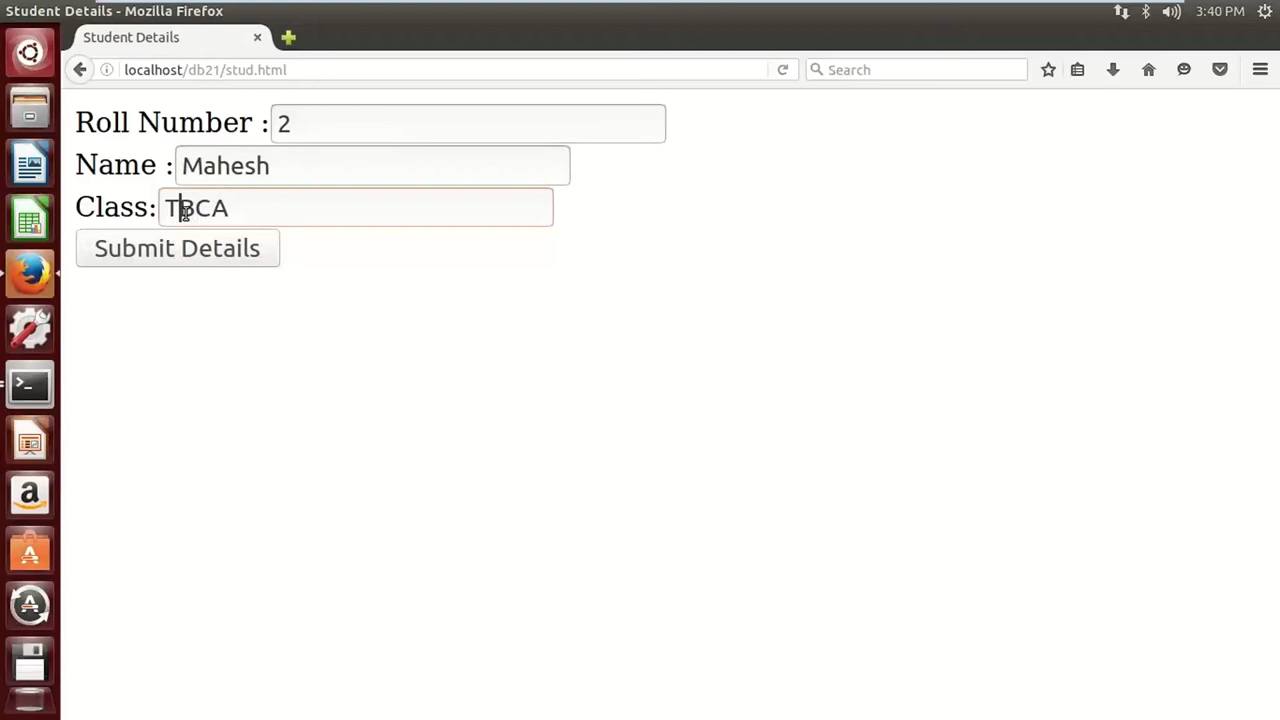 Student Details - Mozilla Firefox
3:40 PM
Student Details
localhost/db21/stud.html
Search
Roll Number :
2
Name :
Mahesh
Class:
TBCA
Submit Details